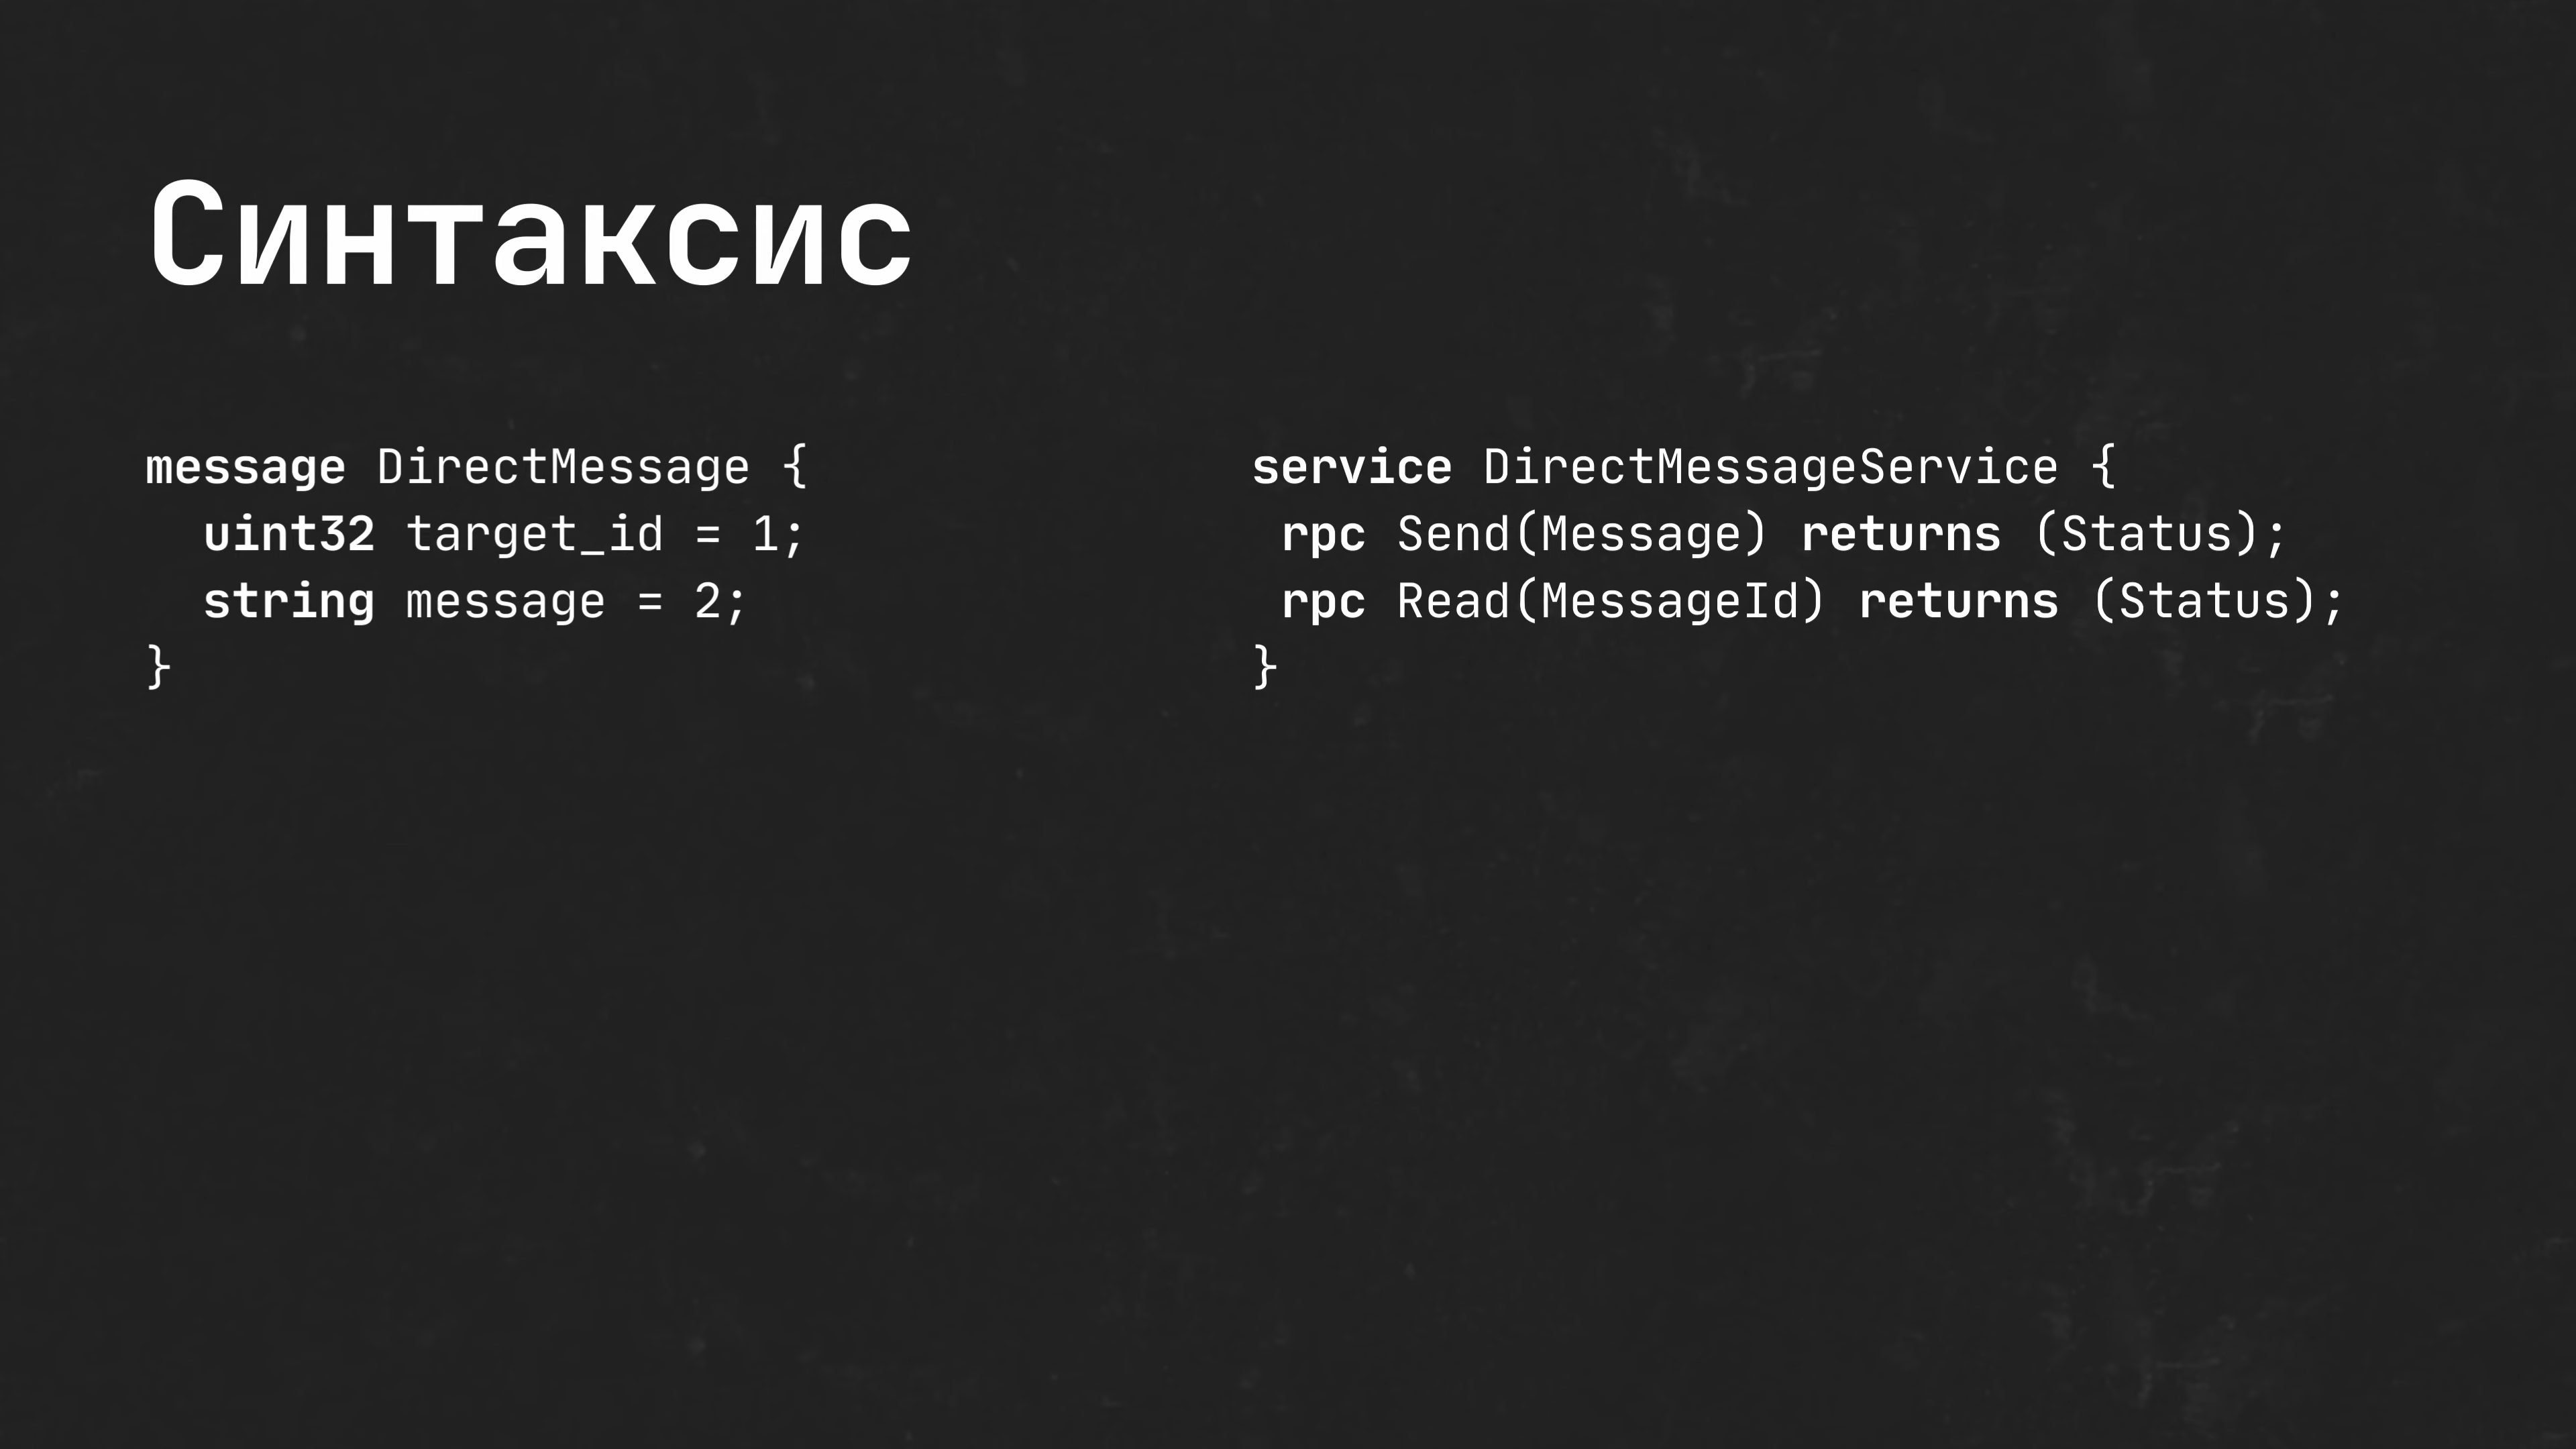 Синтаксис
message DirectMessage {
  uint32 target_id = 1;
  string message = 2;
}
service DirectMessageService {
 rpc Send(Message) returns (Status);
 rpc Read(MessageId) returns (Status);
}